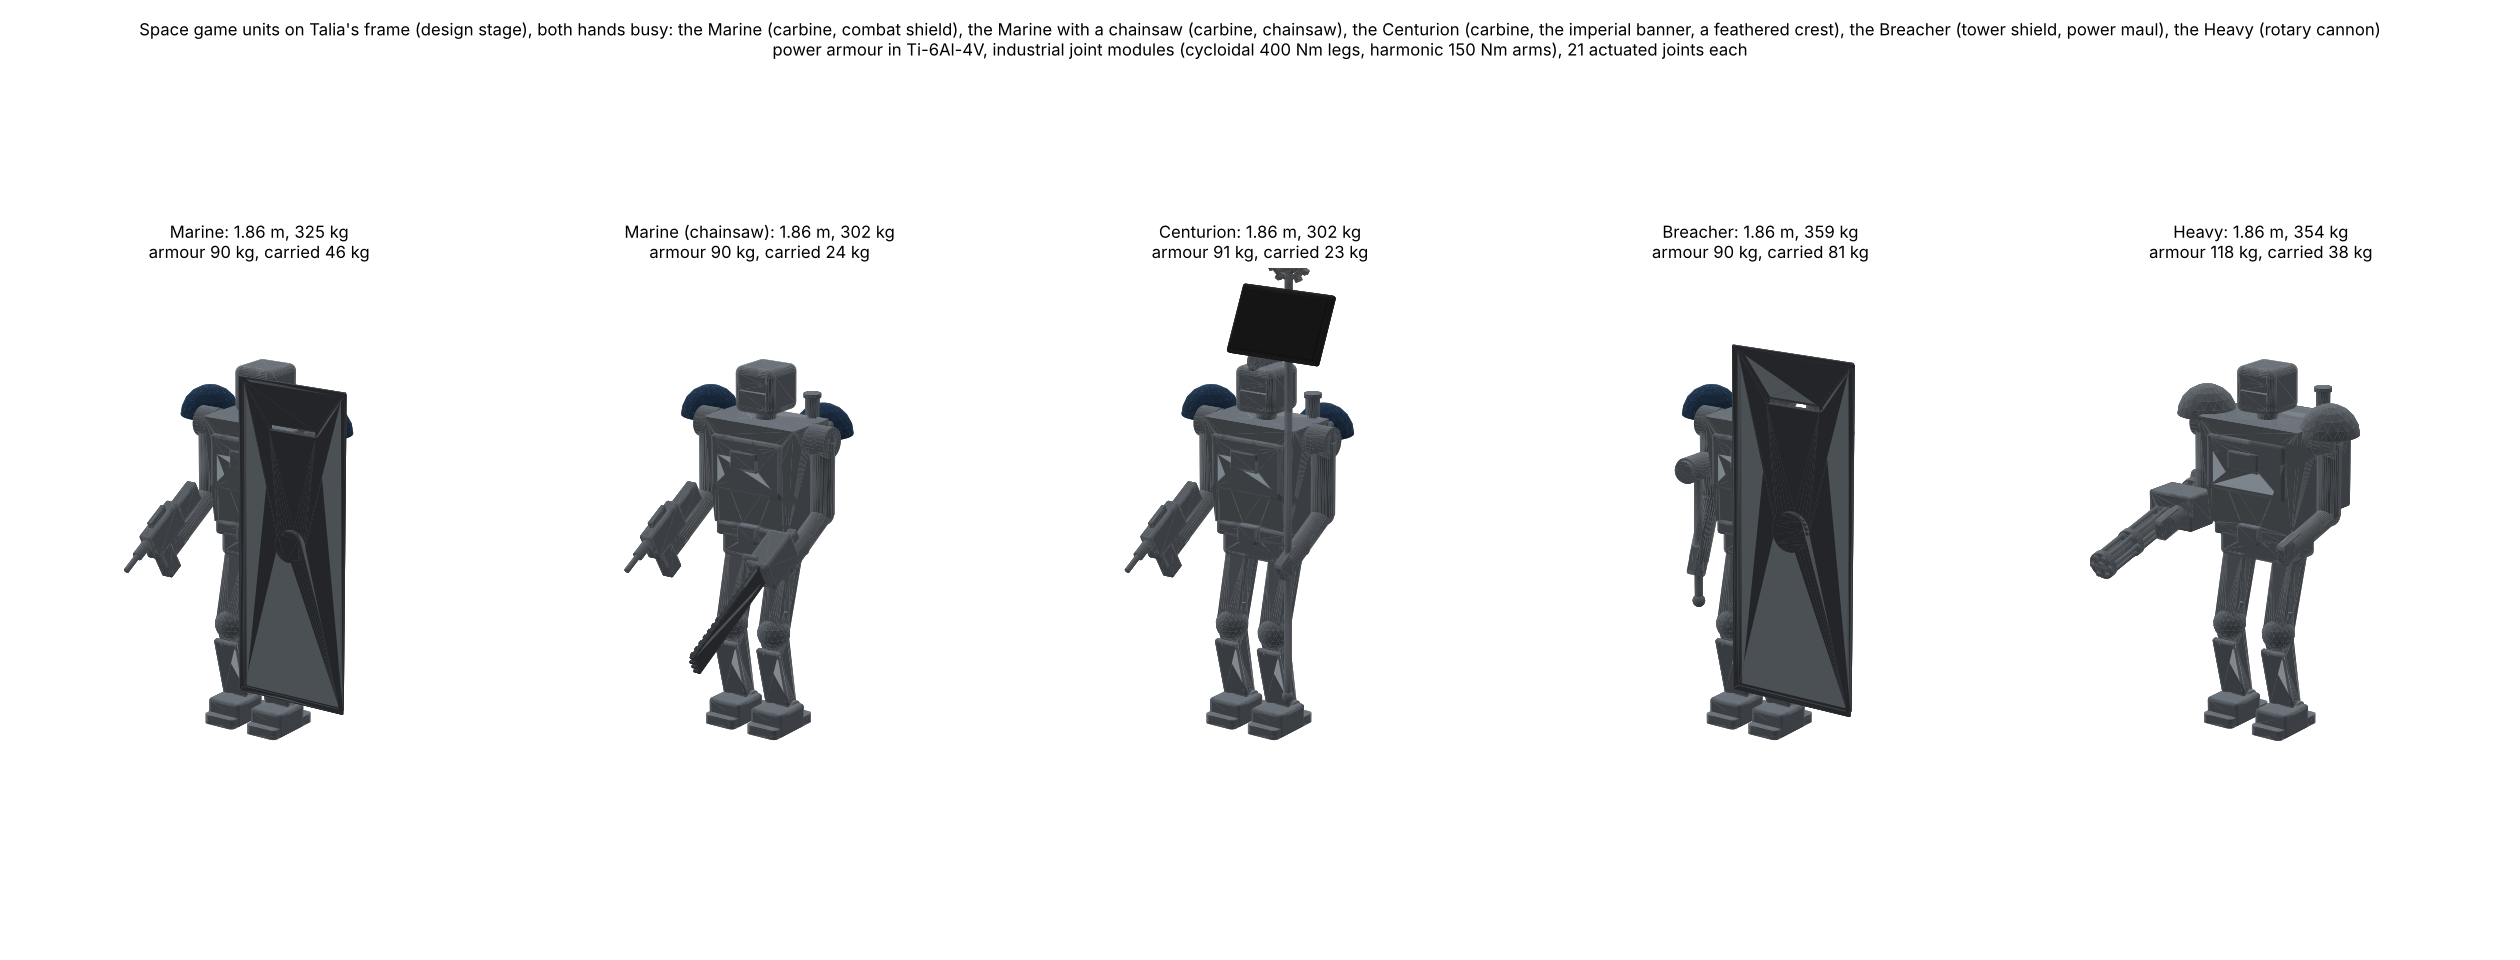 Space game units on Talia's frame (design stage), both hands busy: the Marine (carbine, combat shield), the Marine with a chainsaw (carbine, chainsaw), the Centurion (carbine, the imperial banner, a feathered crest), the Breacher (tower shield, power maul), the Heavy (rotary cannon)
power armour in Ti-6Al-4V, industrial joint modules (cycloidal 400 Nm legs, harmonic 150 Nm arms), 21 actuated joints each
Marine: 1.86 m, 325 kg
armour 90 kg, carried 46 kg
Marine (chainsaw): 1.86 m, 302 kg
armour 90 kg, carried 24 kg
Centurion: 1.86 m, 302 kg
armour 91 kg, carried 23 kg
Breacher: 1.86 m, 359 kg
armour 90 kg, carried 81 kg
Heavy: 1.86 m, 354 kg
armour 118 kg, carried 38 kg